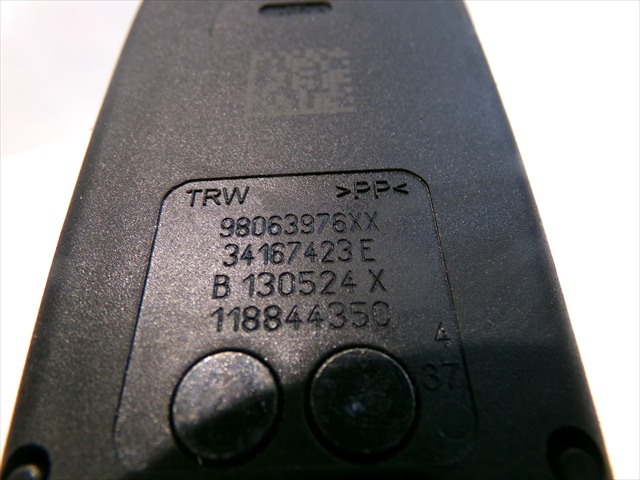 TRW >PP<
98063976XX
34167423 E
B 130524 X
118844350
4
37